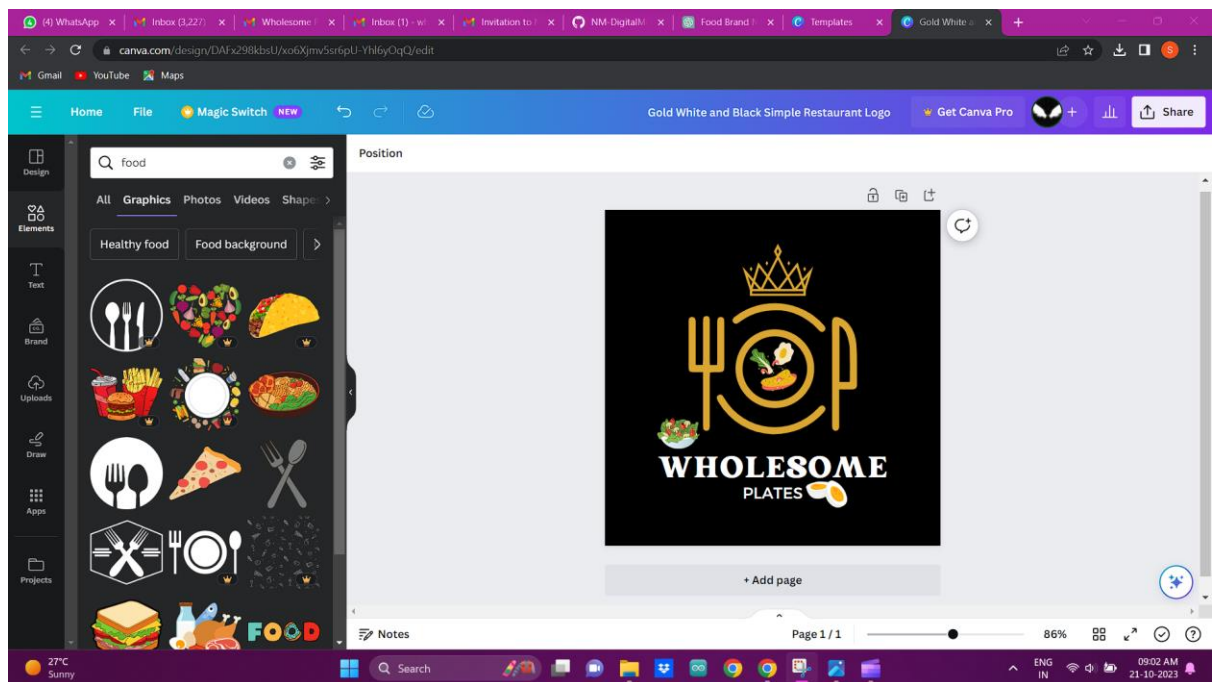 (4) WhatsApp
Inbox (3,227)
Wholesome
Inbox (1) - w
Invitation to
NM-DigitalM
Food Brand
Templates
Gold White a
canva.com/design/DAFx298kbsU/xo6Xjmv5sr6pU-Yhl6yOqQ/edit
S
Gmail
YouTube
Maps
Home
File
Magic Switch
NEW
Gold White and Black Simple Restaurant Logo
Get Canva Pro
Share
Design
Elements
Text
Brand
Uploads
Draw
Apps
Projects
food
All Graphics Photos Videos Shape
Healthy food
Food background
FOOD
Position
WHOLESOME
PLATES
+ Add page
Notes
Page 1 / 1
86%
27°C
Sunny
Search
ENG
IN
09:02 AM
21-10-2023